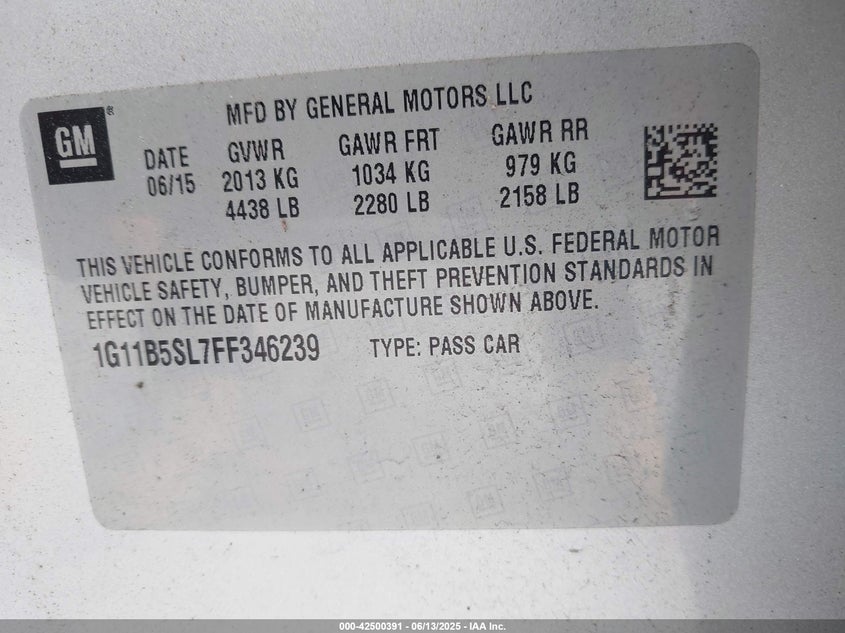 GM ®
MFD BY GENERAL MOTORS LLC
DATE GVWR GAWR FRT GAWR RR
06/15 2013 KG 1034 KG 979 KG
4438 LB 2280 LB 2158 LB
THIS VEHICLE CONFORMS TO ALL APPLICABLE U.S. FEDERAL MOTOR
VEHICLE SAFETY, BUMPER, AND THEFT PREVENTION STANDARDS IN
EFFECT ON THE DATE OF MANUFACTURE SHOWN ABOVE.
1G11B5SL7FF346239 TYPE: PASS CAR
000-42500391 - 06/13/2025 - IAA Inc.